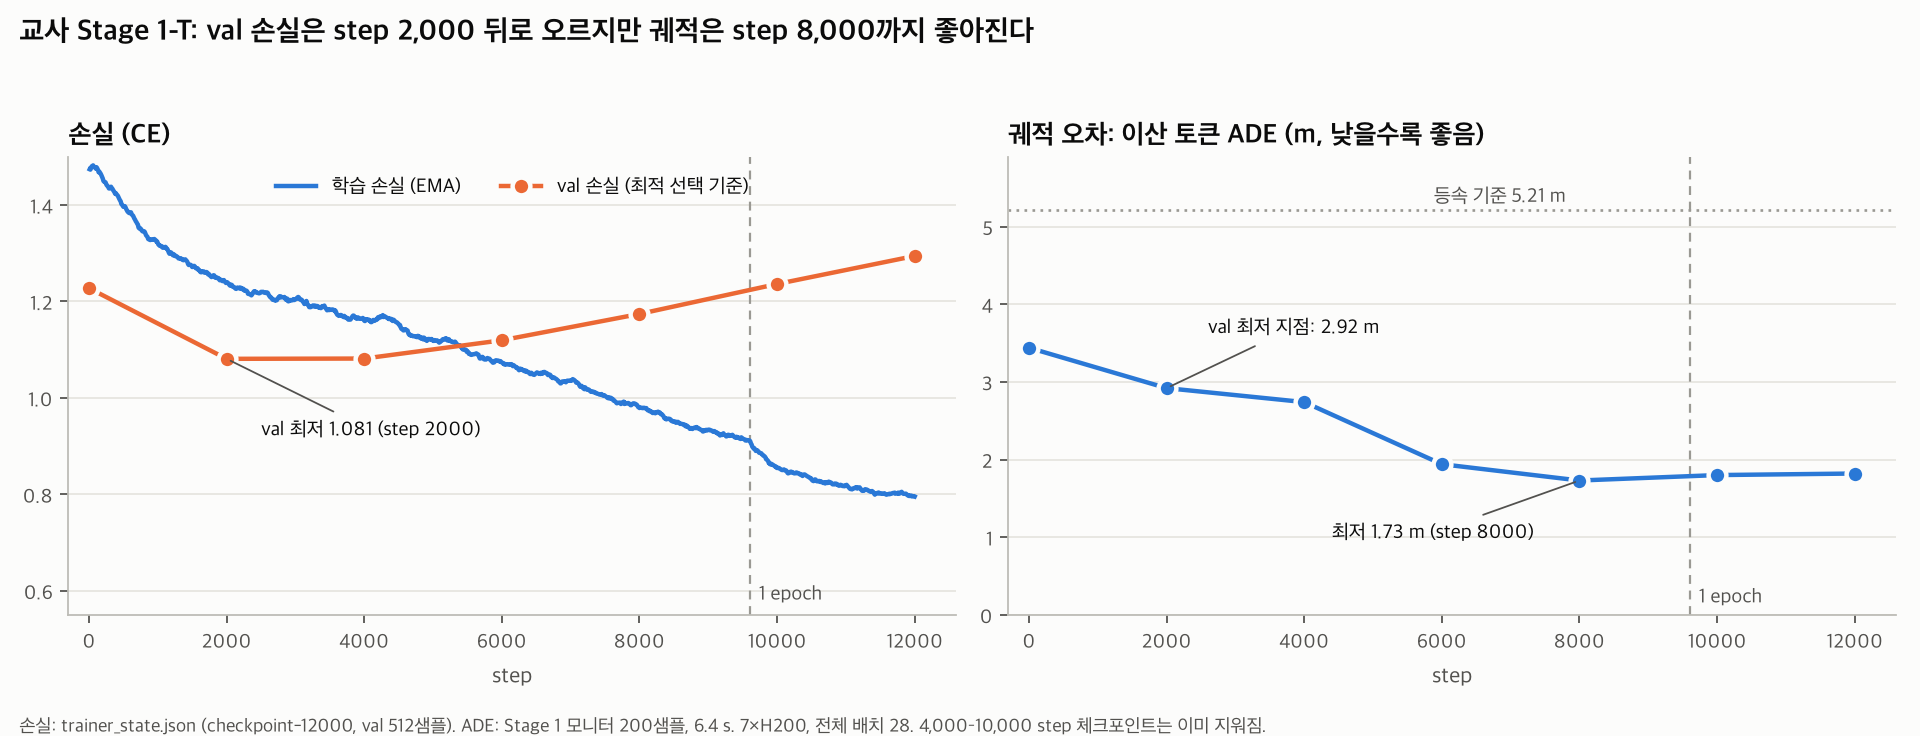 교사 Stage 1-T: val 손실은 step 2,000 뒤로 오르지만 궤적은 step 8,000까지 좋아진다
손실 (CE)
학습 손실 (EMA)
val 손실 (최적 선택 기준)
1.4
1.2
1.0
0.8
0.6
val 최저 1.081 (step 2000)
1 epoch
0 2000 4000 6000 8000 10000 12000
step
궤적 오차: 이산 토큰 ADE (m, 낮을수록 좋음)
등속 기준 5.21 m
5
4
3
2
1
0
val 최저 지점: 2.92 m
최저 1.73 m (step 8000)
1 epoch
0 2000 4000 6000 8000 10000 12000
step
손실: trainer_state.json (checkpoint-12000, val 512샘플). ADE: Stage 1 모니터 200샘플, 6.4 s. 7×H200, 전체 배치 28. 4,000-10,000 step 체크포인트는 이미 지워짐.